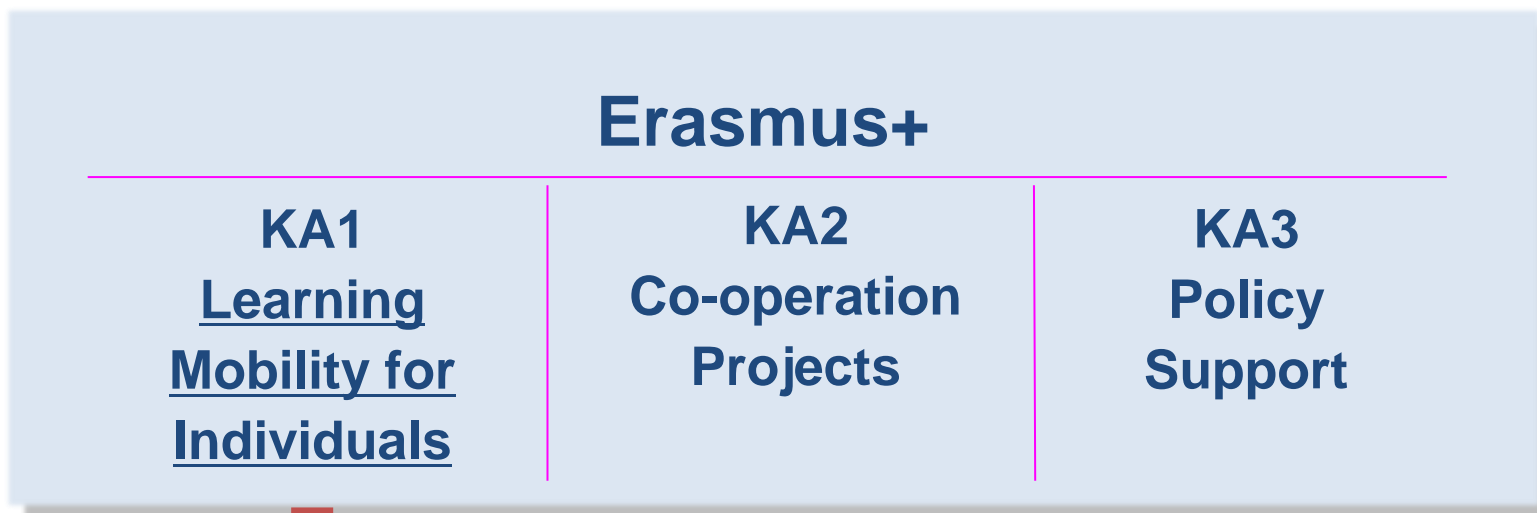 Erasmus+
KA1
Learning
Mobility for
Individuals
KA2
Co-operation
Projects
KA3
Policy
Support